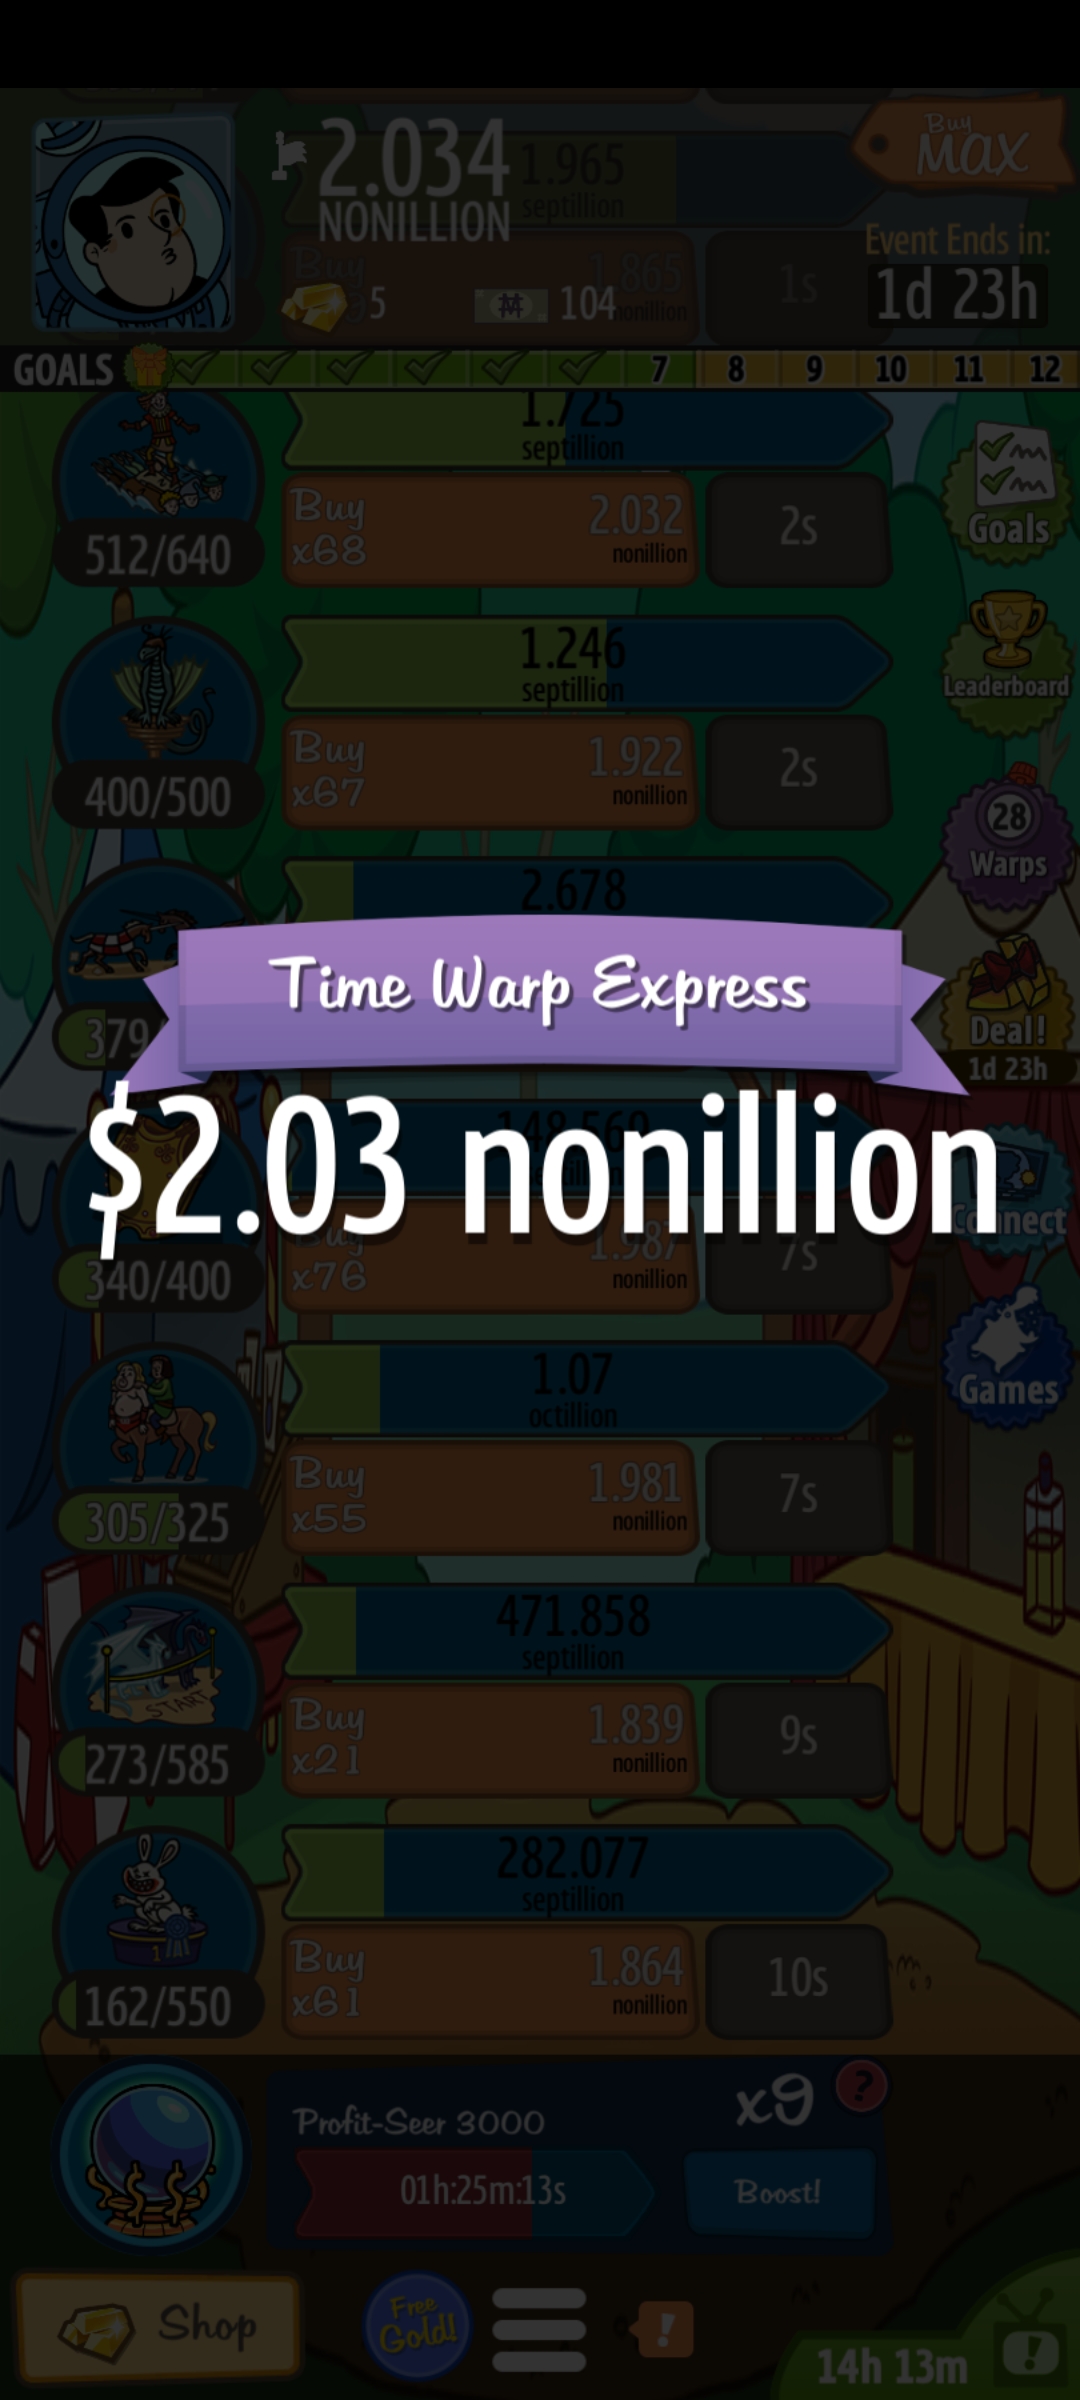 2.034
NONILLION
1.965
septillion
Buy
MAX
Event Ends in:
1d 23h
Buy
1.865
nonillion
1s
5
104
GOALS
7
8
9
10
11
12
1.725
septillion
512/640
Buy
x68
2.032
nonillion
2s
Goals
1.246
septillion
400/500
Buy
x67
1.922
nonillion
2s
Leaderboard
28
Warps
2.678
379
Deal!
1d 23h
Time Warp Express
$2.03 nonillion
148.560
340/400
Buy
x76
1.987
nonillion
7s
Connect
1.07
octillion
305/325
Buy
x55
1.981
nonillion
7s
Games
471.858
septillion
START
273/585
Buy
x21
1.839
nonillion
9s
282.077
septillion
1
162/550
Buy
x61
1.864
nonillion
10s
Profit-Seer 3000
x9
?
01h:25m:13s
Boost!
Shop
Free
Gold!
!
14h 13m
!